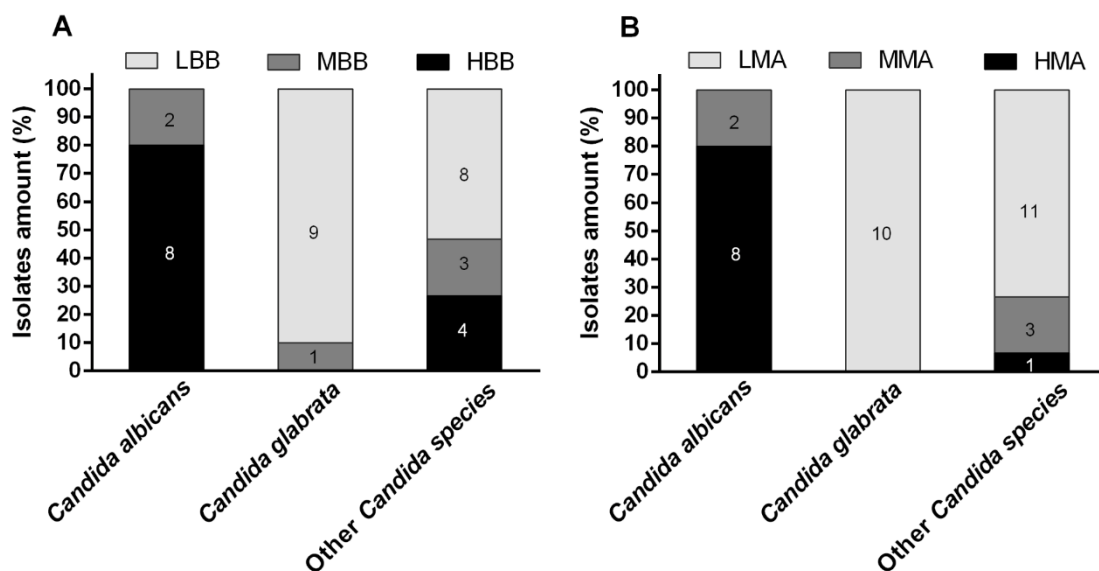 A
LBB MBB HBB
Isolates amount (%)
100
90
80
70
60
50
40
30
20
10
0
2
8
9
1
8
3
4
Candida albicans
Candida glabrata
Other Candida species
B
LMA MMA HMA
Isolates amount (%)
100
90
80
70
60
50
40
30
20
10
0
2
8
10
11
3
1
Candida albicans
Candida glabrata
Other Candida species